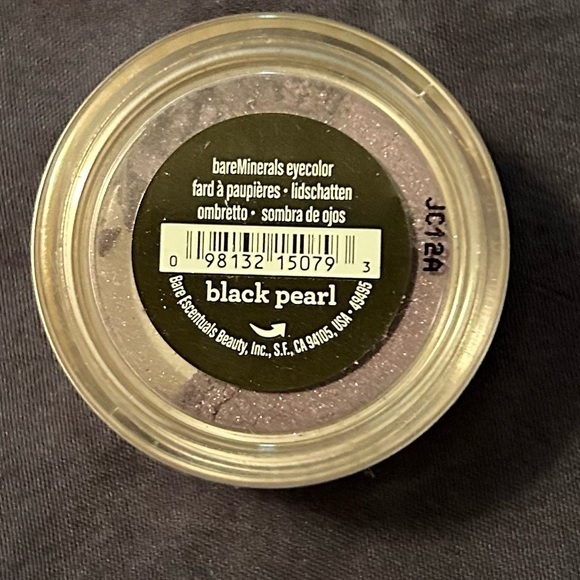 bareMinerals eyecolor
fard à paupières • lidschatten
ombretto • sombra de ojos
0 98132 15079 3
black pearl
Bare Escentuals Beauty, Inc., S.F., CA 94105, USA • 49495
JC12A